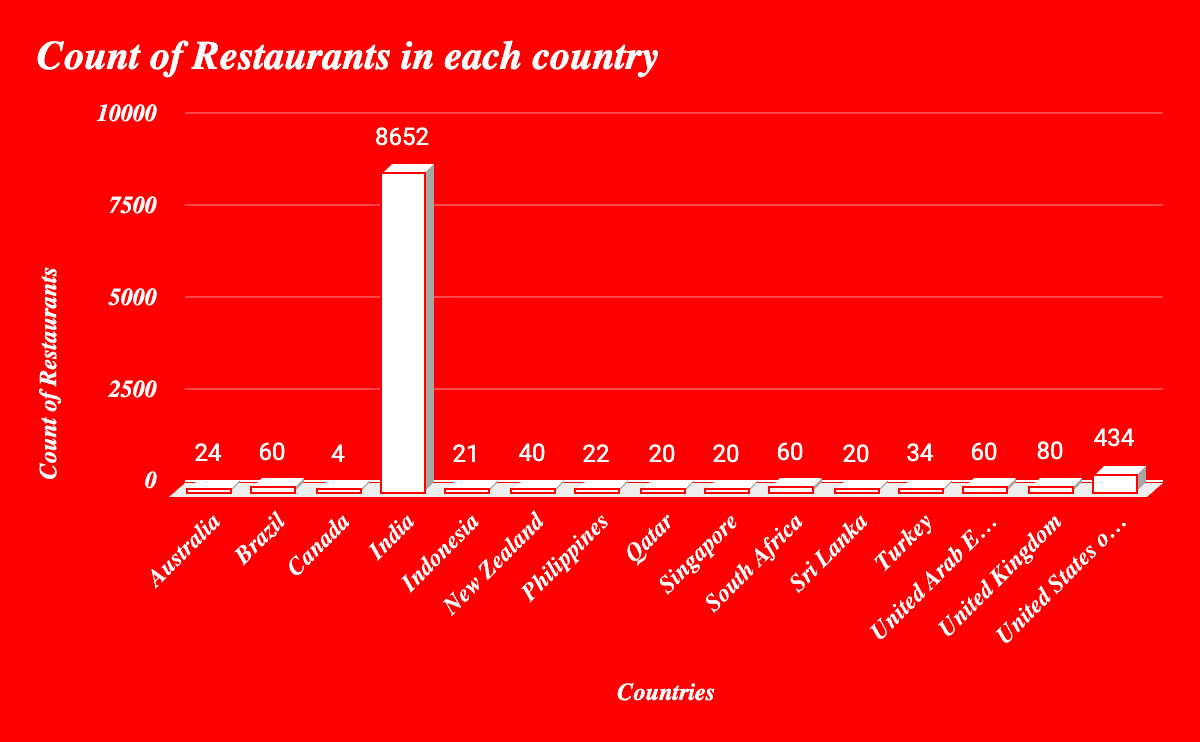 Count of Restaurants in each country
Count of Restaurants
10000
7500
5000
2500
0
24
60
4
8652
21
40
22
20
20
60
20
34
60
80
434
Australia
Brazil
Canada
India
Indonesia
New Zealand
Philippines
Qatar
Singapore
South Africa
Sri Lanka
Turkey
United Arab E...
United Kingdom
United States o...
Countries